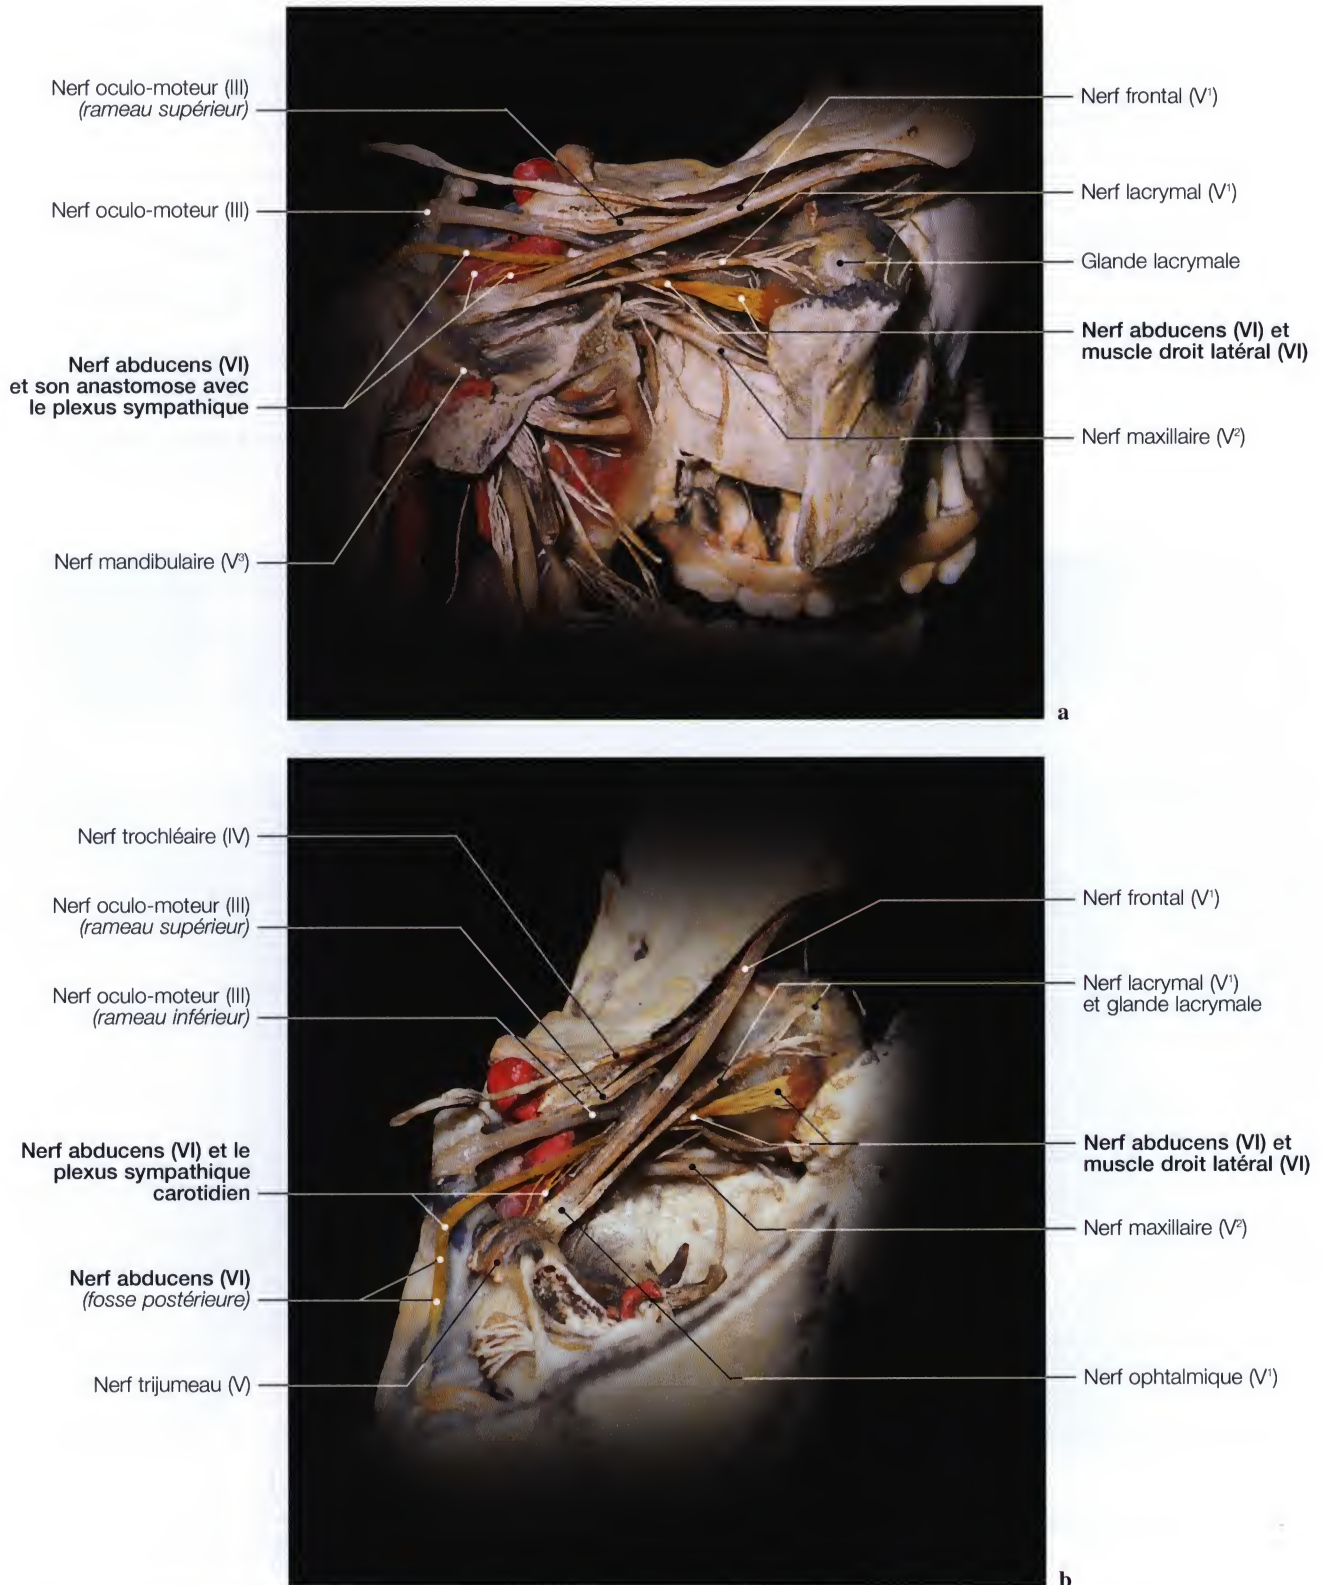 Nerf oculo-moteur (III)
(rameau supérieur)
Nerf oculo-moteur (III)
Nerf abducens (VI)
et son anastomose avec
le plexus sympathique
Nerf mandibulaire (V³)
Nerf frontal (V¹)
Nerf lacrymal (V¹)
Glande lacrymale
Nerf abducens (VI) et
muscle droit latéral (VI)
Nerf maxillaire (V²)
a
Nerf trochléaire (IV)
Nerf oculo-moteur (III)
(rameau supérieur)
Nerf oculo-moteur (III)
(rameau inférieur)
Nerf abducens (VI) et le
plexus sympathique
carotidien
Nerf abducens (VI)
(fosse postérieure)
Nerf trijumeau (V)
Nerf frontal (V¹)
Nerf lacrymal (V¹)
et glande lacrymale
Nerf abducens (VI) et
muscle droit latéral (VI)
Nerf maxillaire (V²)
Nerf ophtalmique (V¹)
b